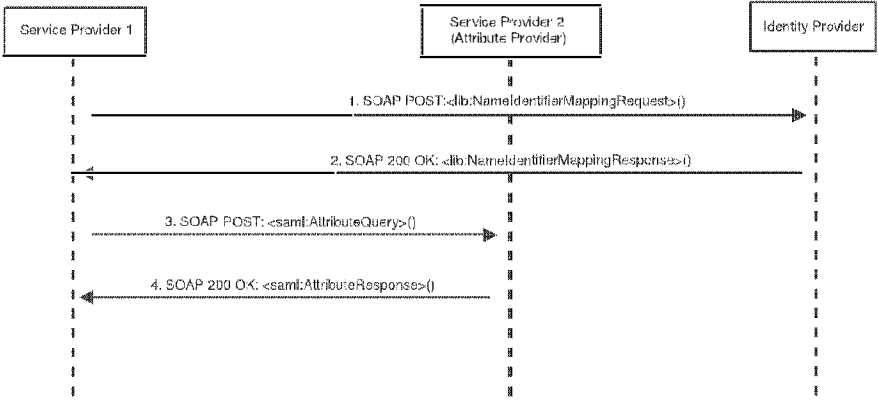 Service Provider 1
Service Provider 2
(Attribute Provider)
Identity Provider
1. SOAP POST:<lib:NameIdentifierMappingRequest>()
2. SOAP 200 OK: <lib:NameIdentifierMappingResponse>()
3. SOAP POST: <saml:AttributeQuery>()
4. SOAP 200 OK: <saml:AttributeResponse>()